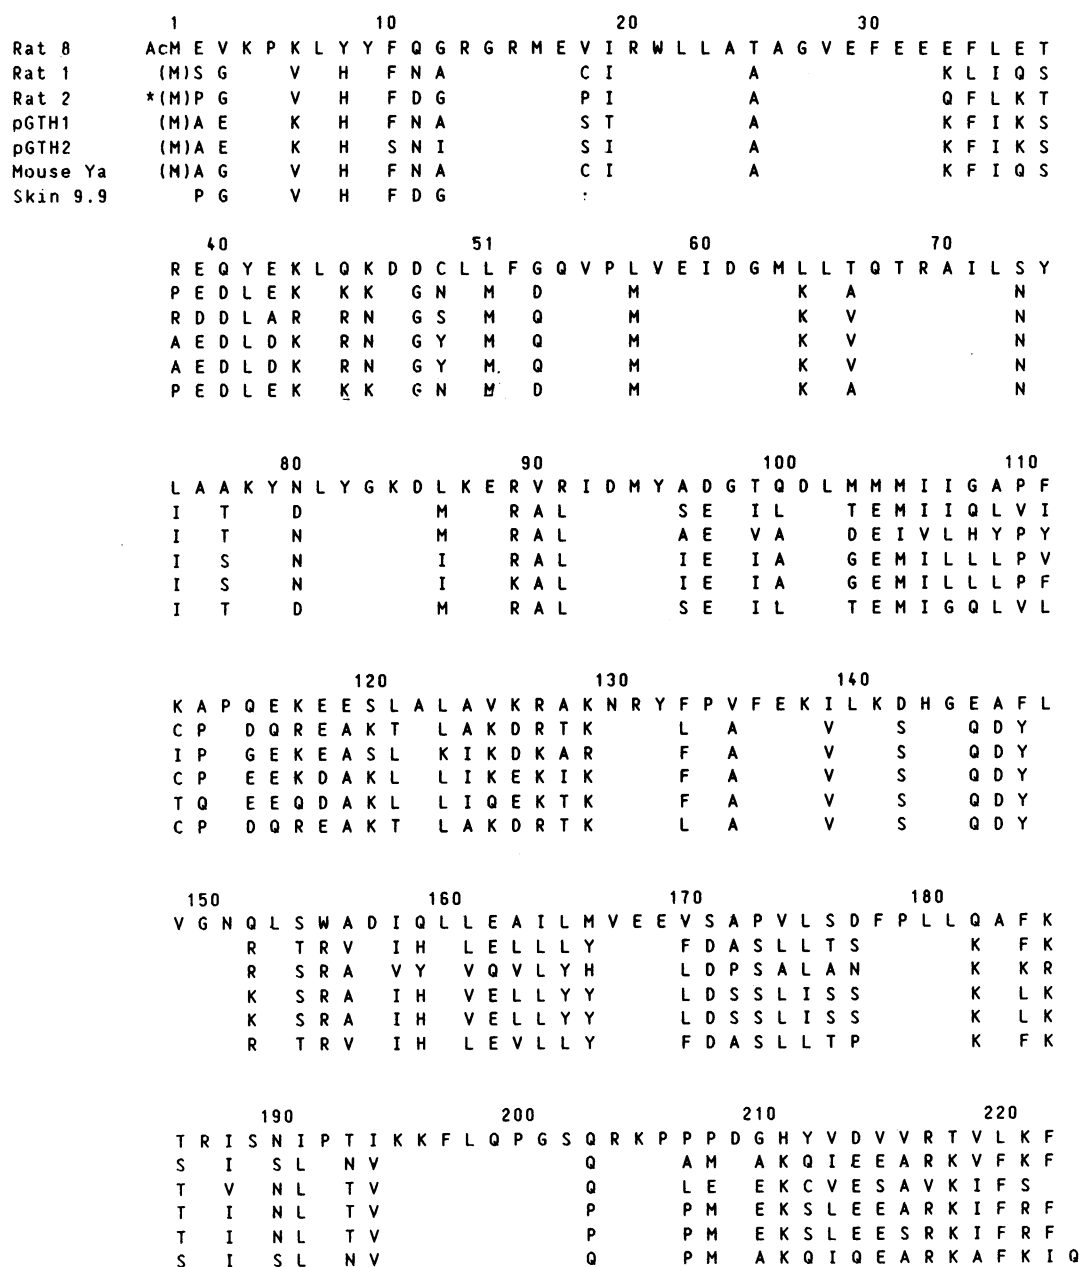 1 10 20 30
Rat 8 AcM E V K P K L Y Y F Q G R G R M E V I R W L L A T A G V E F E E E F L E T
Rat 1 (M)S G V H F N A C I A K L I Q S
Rat 2 *(M)P G V H F D G P I A Q F L K T
pGTH1 (M)A E K H F N A S T A K F I K S
pGTH2 (M)A E K H S N I S I A K F I K S
Mouse Ya (M)A G V H F N A C I A K F I Q S
Skin 9.9 P G V H F D G :
40 51 60 70
R E Q Y E K L Q K D D C L L F G Q V P L V E I D G M L L T Q T R A I L S Y
P E D L E K K K G N M D M K A N
R D D L A R R N G S M Q M K V N
A E D L D K R N G Y M Q M K V N
A E D L D K R N G Y M. Q M K V N
P E D L E K K K G N M D M K A N
80 90 100 110
L A A K Y N L Y G K D L K E R V R I D M Y A D G T Q D L M M M I I G A P F
I T D M R A L S E I L T E M I I Q L V I
I T N M R A L A E V A D E I V L H Y P Y
I S N I R A L I E I A G E M I L L L P V
I S N I K A L I E I A G E M I L L L P F
I T D M R A L S E I L T E M I G Q L V L
120 130 140
K A P Q E K E E S L A L A V K R A K N R Y F P V F E K I L K D H G E A F L
C P D Q R E A K T L A K D R T K L A V S Q D Y
I P G E K E A S L K I K D K A R F A V S Q D Y
C P E E K D A K L L I K E K I K F A V S Q D Y
T Q E E Q D A K L L I Q E K T K F A V S Q D Y
C P D Q R E A K T L A K D R T K L A V S Q D Y
150 160 170 180
V G N Q L S W A D I Q L L E A I L M V E E V S A P V L S D F P L L Q A F K
R T R V I H L E L L L Y F D A S L L T S K F K
R S R A V Y V Q V L Y H L D P S A L A N K K R
K S R A I H V E L L Y Y L D S S L I S S K L K
K S R A I H V E L L Y Y L D S S L I S S K L K
R T R V I H L E V L L Y F D A S L L T P K F K
190 200 210 220
T R I S N I P T I K K F L Q P G S Q R K P P P D G H Y V D V V R T V L K F
S I S L N V Q A M A K Q I E E A R K V F K F
T V N L T V Q L E E K C V E S A V K I F S
T I N L T V P P M E K S L E E A R K I F R F
T I N L T V P P M E K S L E E S R K I F R F
S I S L N V Q P M A K Q I Q E A R K A F K I Q